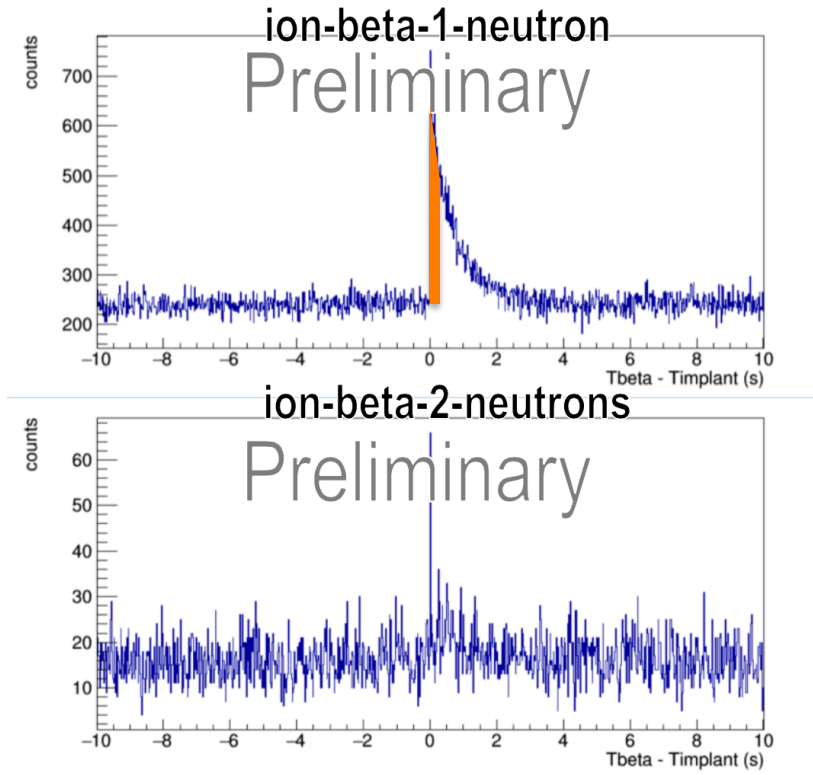 ion-beta-1-neutron
Preliminary
counts
700
600
500
400
300
200
−10 −8 −6 −4 −2 0 2 4 6 8 10
Tbeta - Timplant (s)
ion-beta-2-neutrons
Preliminary
counts
60
50
40
30
20
10
−10 −8 −6 −4 −2 0 2 4 6 8 10
Tbeta - Timplant (s)